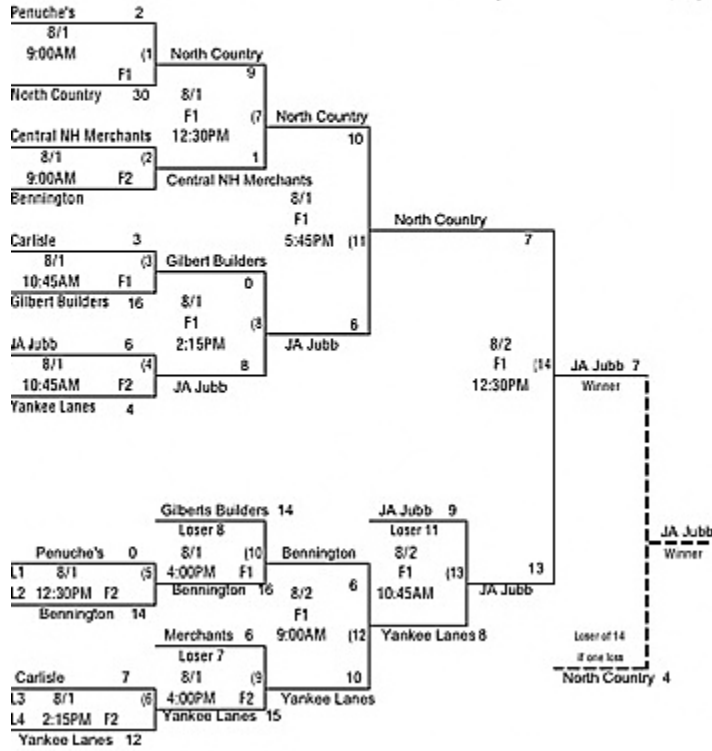 Penuche's 2
8/1
9:00AM (1
F1
North Country 30
North Country
9
8/1
F1 (7
12:30PM
1
Central NH Merchants
Central NH Merchants
8/1 (2
9:00AM F2
Bennington
North Country
10
8/1
F1
5:45PM (11
6
JA Jubb
Carlisle 3
8/1 (3
10:45AM F1
Gilbert Builders 16
Gilbert Builders
0
8/1
F1 (8
2:15PM
8
JA Jubb
JA Jubb 6
8/1 (4
10:45AM F2
Yankee Lanes 4
North Country
7
8/2
F1 (14
12:30PM
13
JA Jubb
JA Jubb 7
Winner
JA Jubb
Winner
Loser of 14
if one loss
North Country 4
Gilberts Builders 14
Loser 8
8/1 (10
4:00PM F1
Bennington 16
Penuche's 0
L1 8/1 (5
L2 12:30PM F2
Bennington 14
Bennington
6
8/2
F1
9:00AM (12
10
Yankee Lanes
JA Jubb 9
Loser 11
8/2
F1 (13
10:45AM
Yankee Lanes 8
Merchants 6
Loser 7
8/1 (9
4:00PM F2
Yankee Lanes 15
Carlisle 7
L3 8/1 (6
L4 2:15PM F2
Yankee Lanes 12